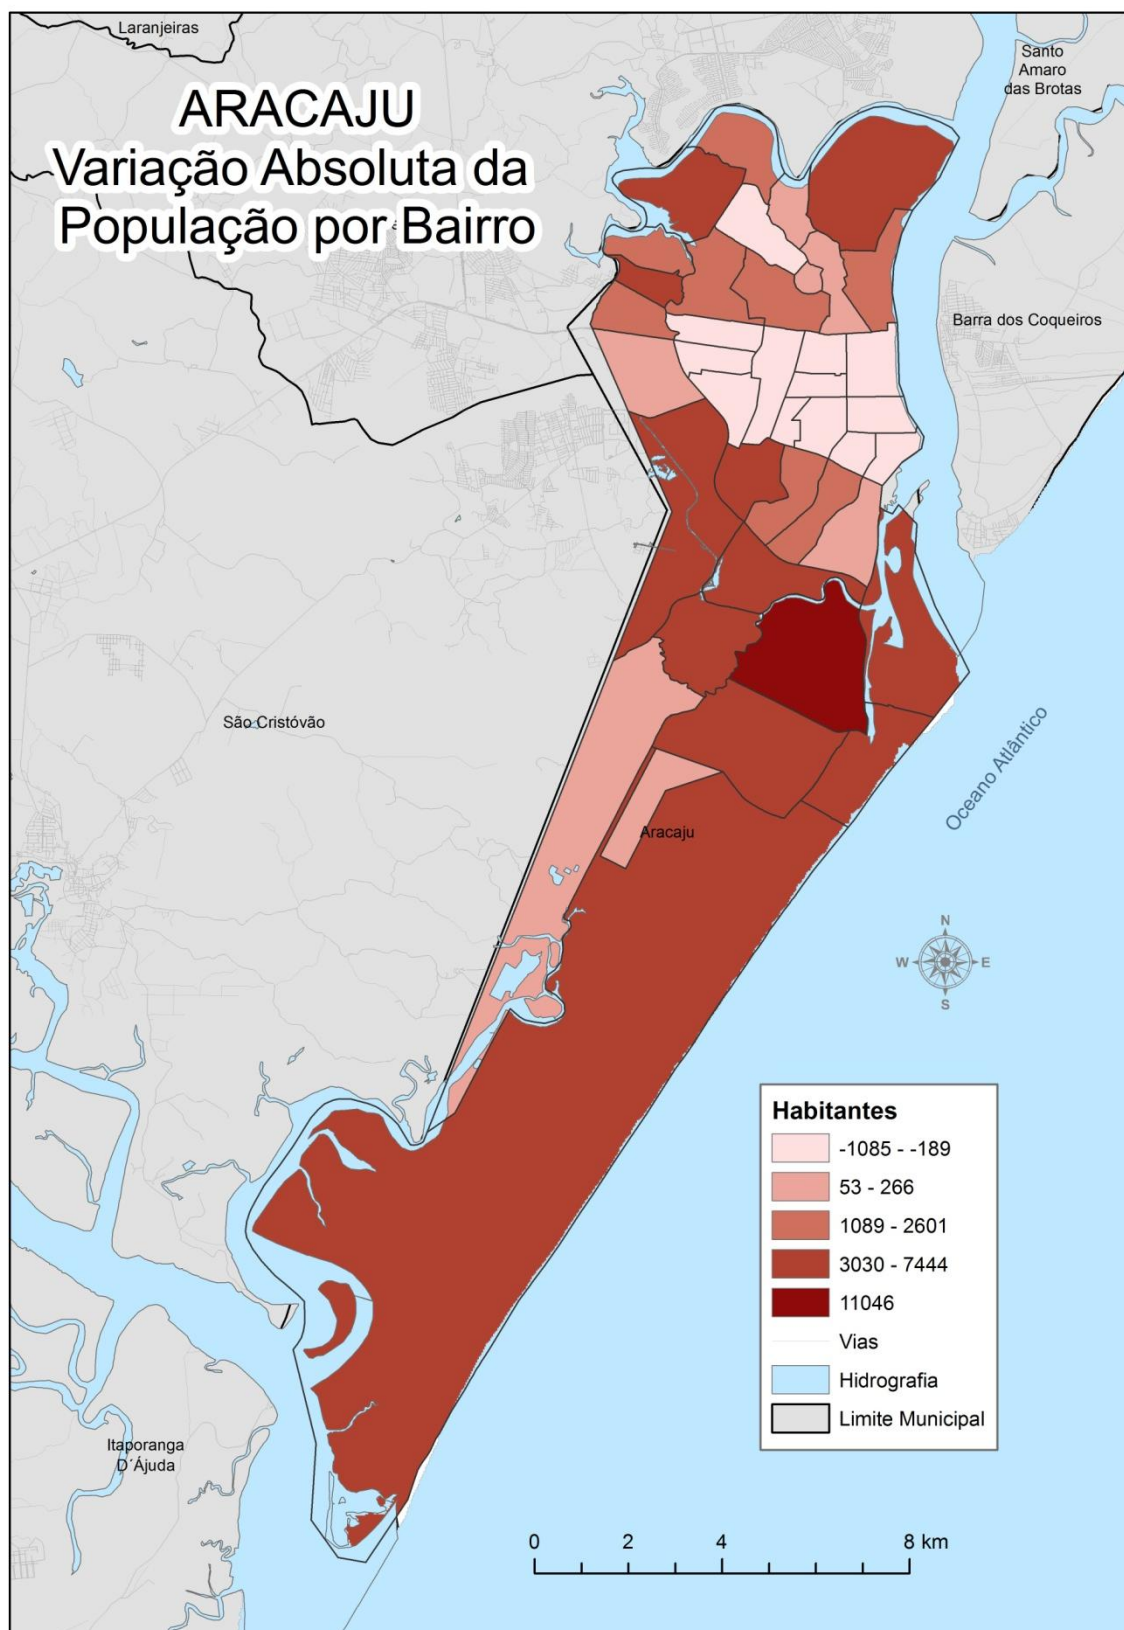 Laranjeiras
Santo
Amaro
das Brotas
ARACAJU
Variação Absoluta da
População por Bairro
Barra dos Coqueiros
São Cristóvão
Oceano Atlântico
Aracaju
N
W
E
S
Habitantes
-1085 - -189
53 - 266
1089 - 2601
3030 - 7444
11046
Vias
Hidrografia
Limite Municipal
Itaporanga
D´Ájuda
0 2 4 8 km